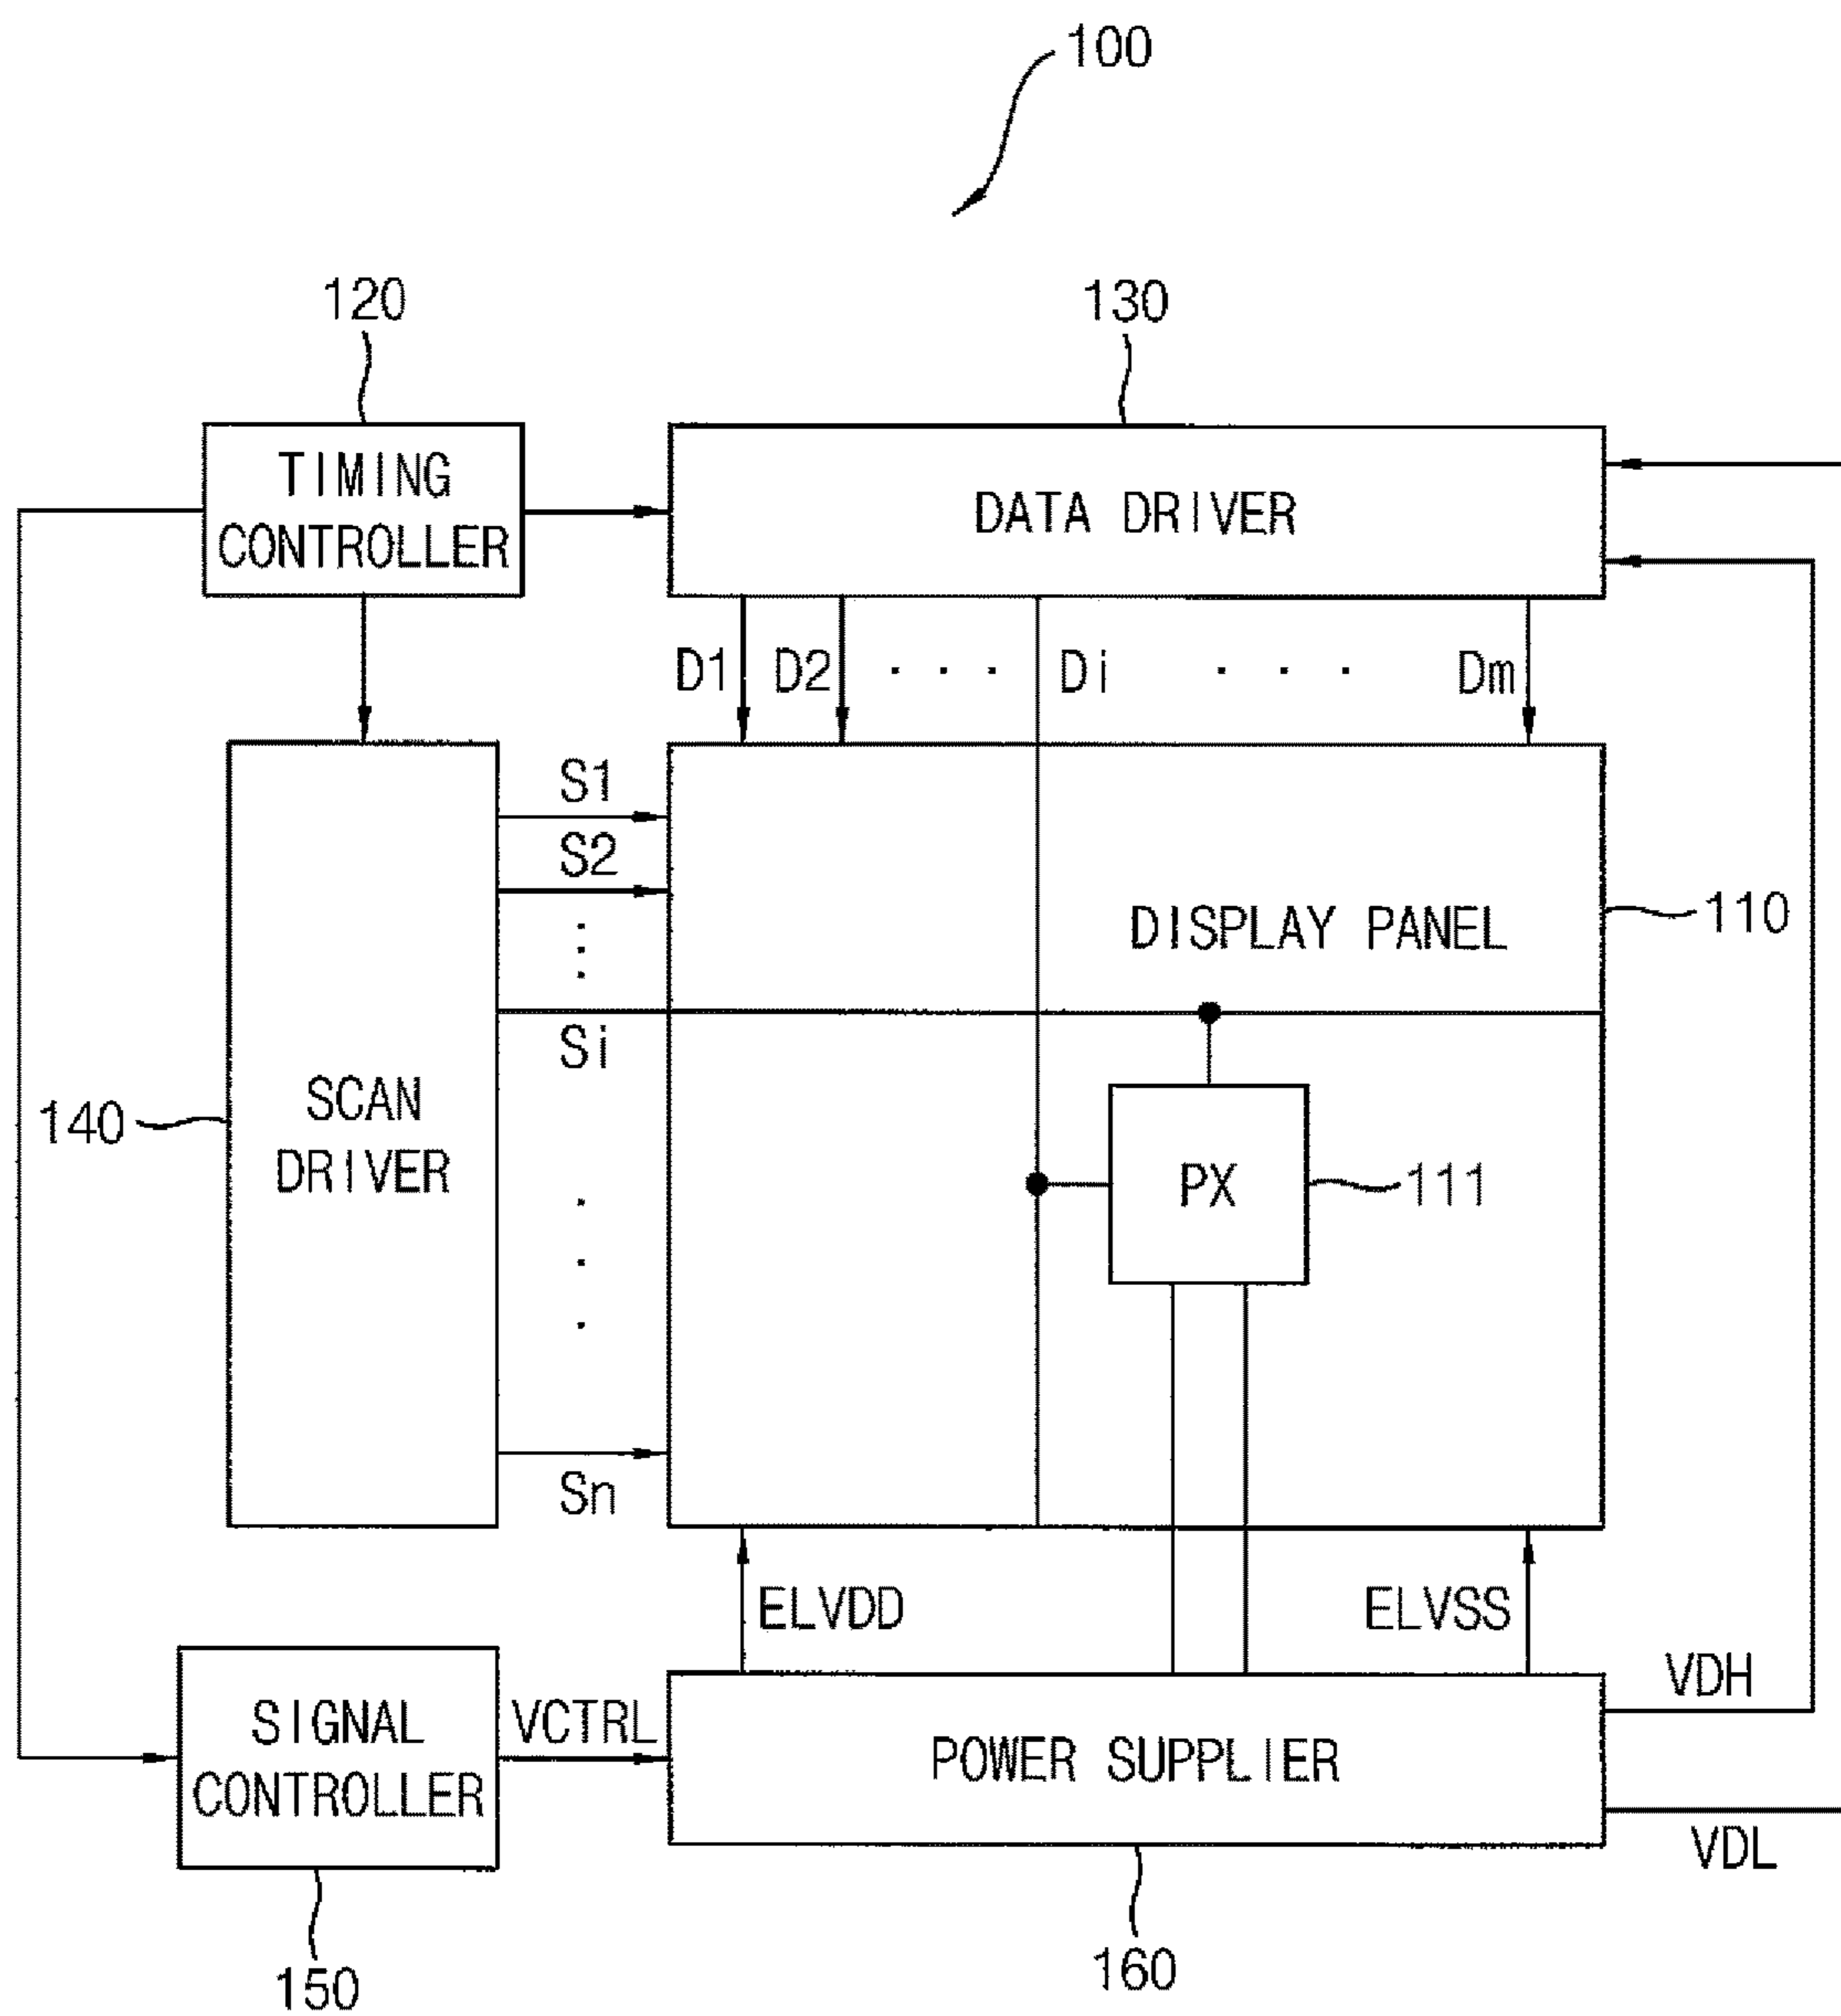 100
120
130
TIMING
CONTROLLER
DATA DRIVER
D1 D2 . . . Di . . . Dm
S1
S2
DISPLAY PANEL
110
Si
SCAN
DRIVER
140
PX
111
Sn
ELVDD
ELVSS
VDH
SIGNAL
CONTROLLER
VCTRL
POWER SUPPLIER
VDL
150
160